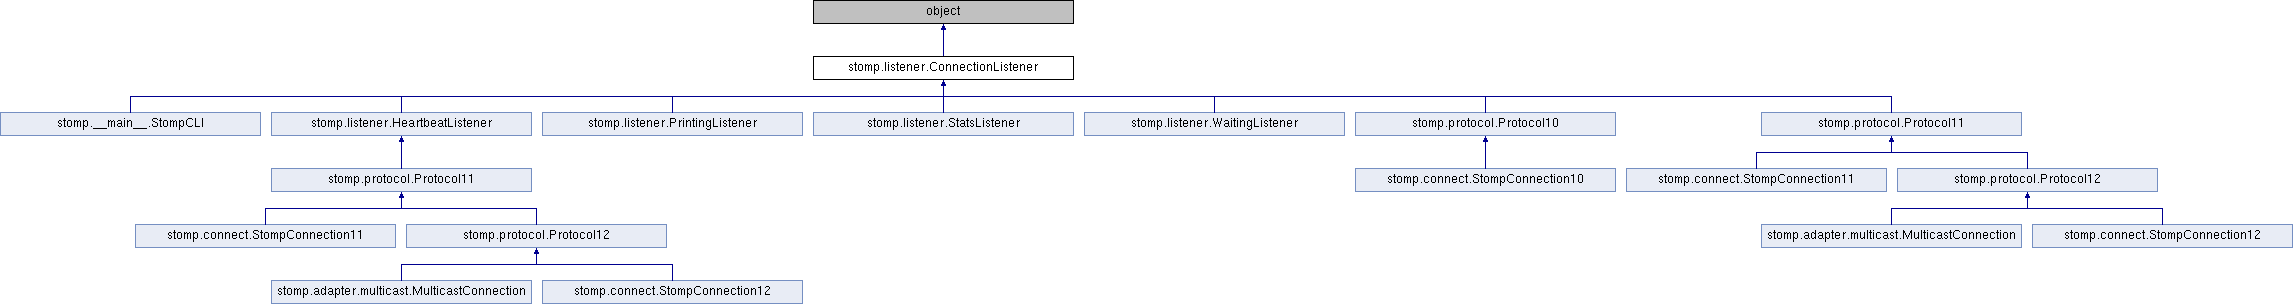 object
stomp.listener.ConnectionListener
stomp.__main__.StompCLI
stomp.listener.HeartbeatListener
stomp.listener.PrintingListener
stomp.listener.StatsListener
stomp.listener.WaitingListener
stomp.protocol.Protocol10
stomp.protocol.Protocol11
stomp.protocol.Protocol11
stomp.connect.StompConnection10
stomp.connect.StompConnection11
stomp.protocol.Protocol12
stomp.connect.StompConnection11
stomp.protocol.Protocol12
stomp.adapter.multicast.MulticastConnection
stomp.connect.StompConnection12
stomp.adapter.multicast.MulticastConnection
stomp.connect.StompConnection12